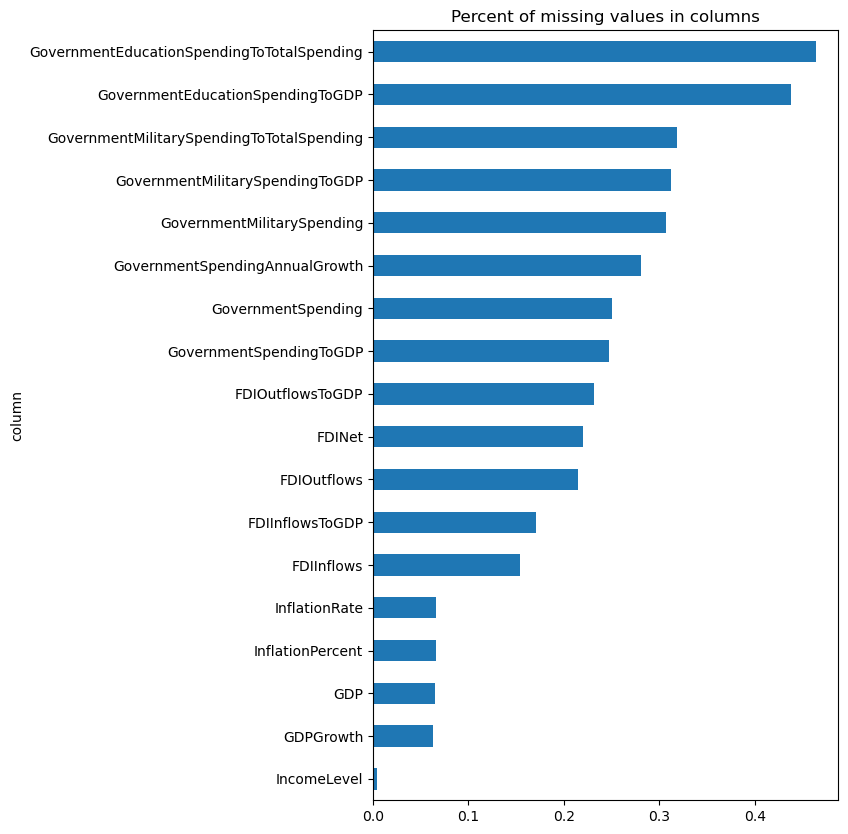 Percent of missing values in columns
GovernmentEducationSpendingToTotalSpending
GovernmentEducationSpendingToGDP
GovernmentMilitarySpendingToTotalSpending
GovernmentMilitarySpendingToGDP
GovernmentMilitarySpending
GovernmentSpendingAnnualGrowth
GovernmentSpending
GovernmentSpendingToGDP
FDIOutflowsToGDP
FDINet
FDIOutflows
FDIInflowsToGDP
FDIInflows
InflationRate
InflationPercent
GDP
GDPGrowth
IncomeLevel
column
0.0 0.1 0.2 0.3 0.4